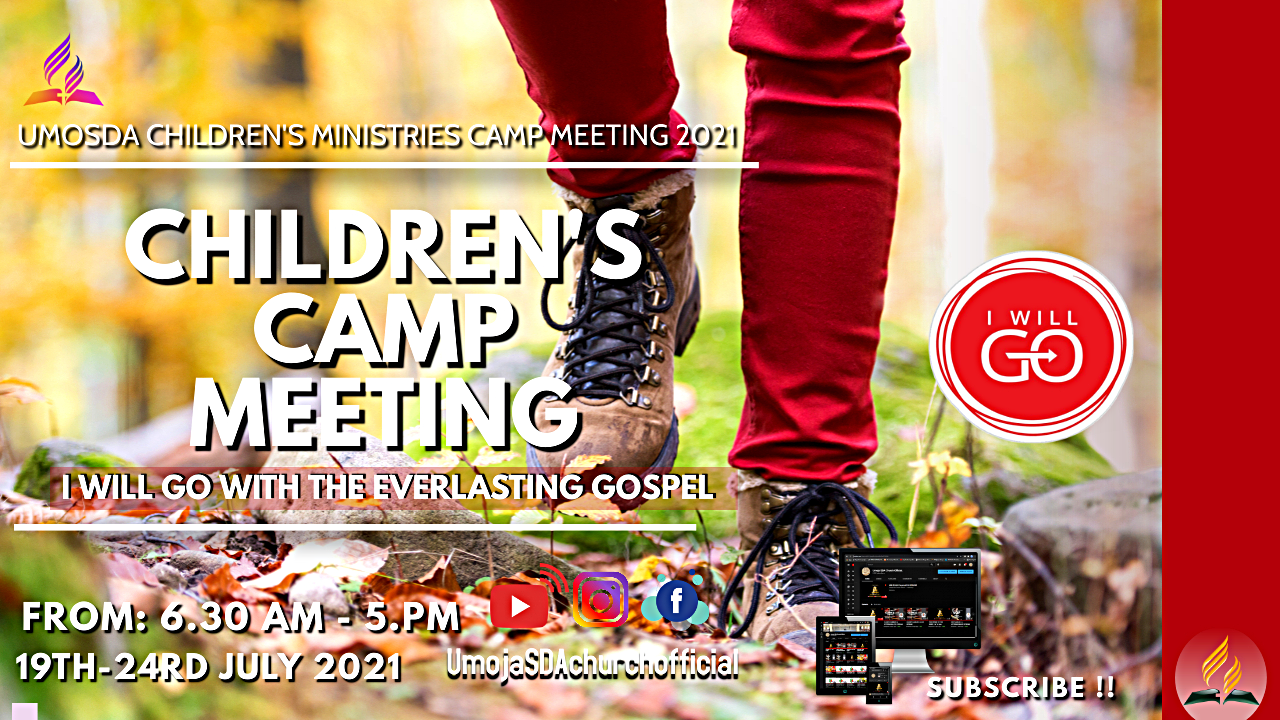 UMOSDA CHILDREN'S MINISTRIES CAMP MEETING 2021
CHILDREN'S
CAMP
MEETING
I WILL GO WITH THE EVERLASTING GOSPEL
I WILL
GO
FROM: 6.30 AM - 5.PM
19TH-24RD JULY 2021
UmojaSDAchurchofficial
SUBSCRIBE !!